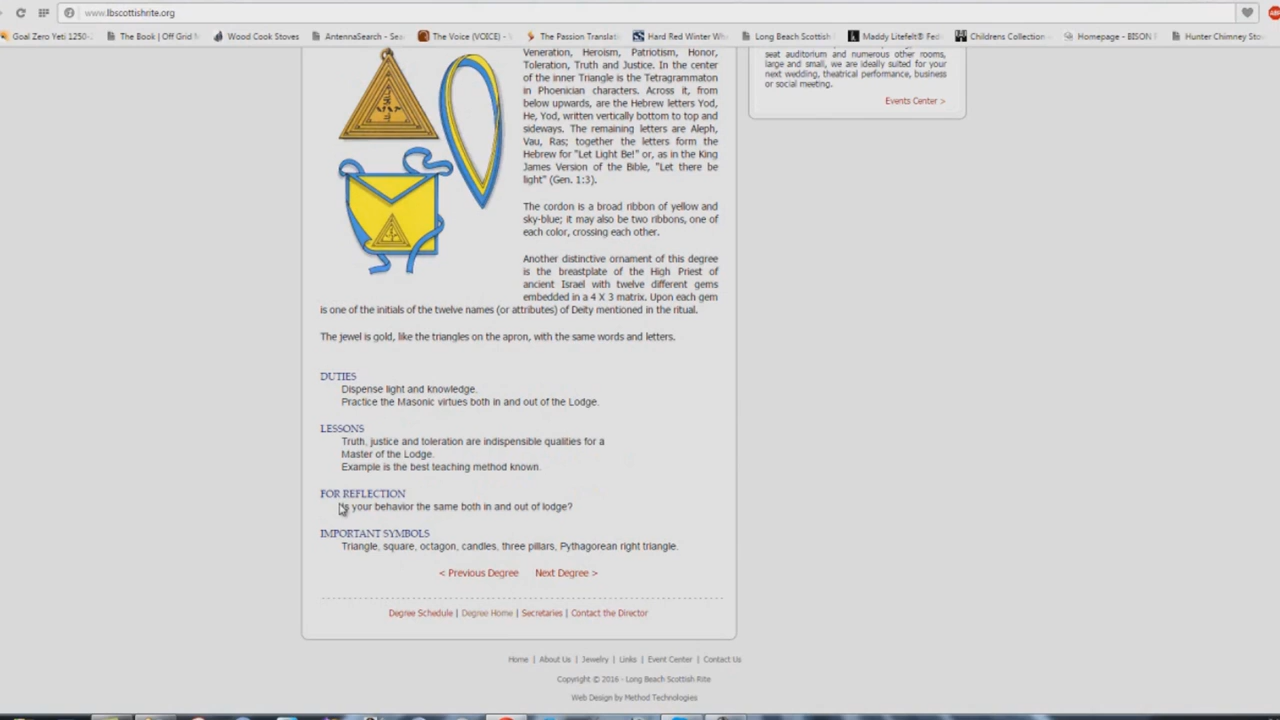 www.lbscottishrite.org
Goal Zero Yeti 1250-
The Book | Off Grid
Wood Cook Stoves
AntennaSearch - Sea
The Voice (VOICE) -
The Passion Translati
Hard Red Winter Wh
Long Beach Scottish
Maddy Litefelt® Fed
Childrens Collection
Homepage - BISON
Hunter Chimney Sto
Veneration, Heroism, Patriotism, Honor,
Toleration, Truth and Justice. In the center
of the inner Triangle is the Tetragrammaton
in Phoenician characters. Across it, from
below upwards, are the Hebrew letters Yod,
He, Yod, written vertically bottom to top and
sideways. The remaining letters are Aleph,
Vau, Ras; together the letters form the
Hebrew for "Let Light Be!" or, as in the King
James Version of the Bible, "Let there be
light" (Gen. 1:3).
The cordon is a broad ribbon of yellow and
sky-blue; it may also be two ribbons, one of
each color, crossing each other.
Another distinctive ornament of this degree
is the breastplate of the High Priest of
ancient Israel with twelve different gems
embedded in a 4 X 3 matrix. Upon each gem
is one of the initials of the twelve names (or attributes) of Deity mentioned in the ritual.
The jewel is gold, like the triangles on the apron, with the same words and letters.
DUTIES
Dispense light and knowledge.
Practice the Masonic virtues both in and out of the Lodge.
LESSONS
Truth, justice and toleration are indispensible qualities for a
Master of the Lodge.
Example is the best teaching method known.
FOR REFLECTION
Is your behavior the same both in and out of lodge?
IMPORTANT SYMBOLS
Triangle, square, octagon, candles, three pillars, Pythagorean right triangle.
< Previous Degree Next Degree >
Degree Schedule | Degree Home | Secretaries | Contact the Director
seat auditorium and numerous other rooms,
large and small, we are ideally suited for your
next wedding, theatrical performance, business
or social meeting.
Events Center >
Home | About Us | Jewelry | Links | Event Center | Contact Us
Copyright © 2016 - Long Beach Scottish Rite
Web Design by Method Technologies